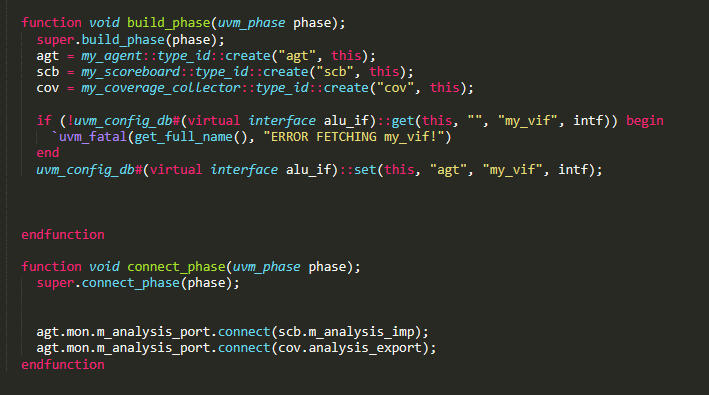 function void build_phase(uvm_phase phase);
super.build_phase(phase);
agt = my_agent::type_id::create("agt", this);
scb = my_scoreboard::type_id::create("scb", this);
cov = my_coverage_collector::type_id::create("cov", this);
if (!uvm_config_db#(virtual interface alu_if)::get(this, "", "my_vif", intf)) begin
`uvm_fatal(get_full_name(), "ERROR FETCHING my_vif!")
end
uvm_config_db#(virtual interface alu_if)::set(this, "agt", "my_vif", intf);
endfunction
function void connect_phase(uvm_phase phase);
super.connect_phase(phase);
agt.mon.m_analysis_port.connect(scb.m_analysis_imp);
agt.mon.m_analysis_port.connect(cov.analysis_export);
endfunction